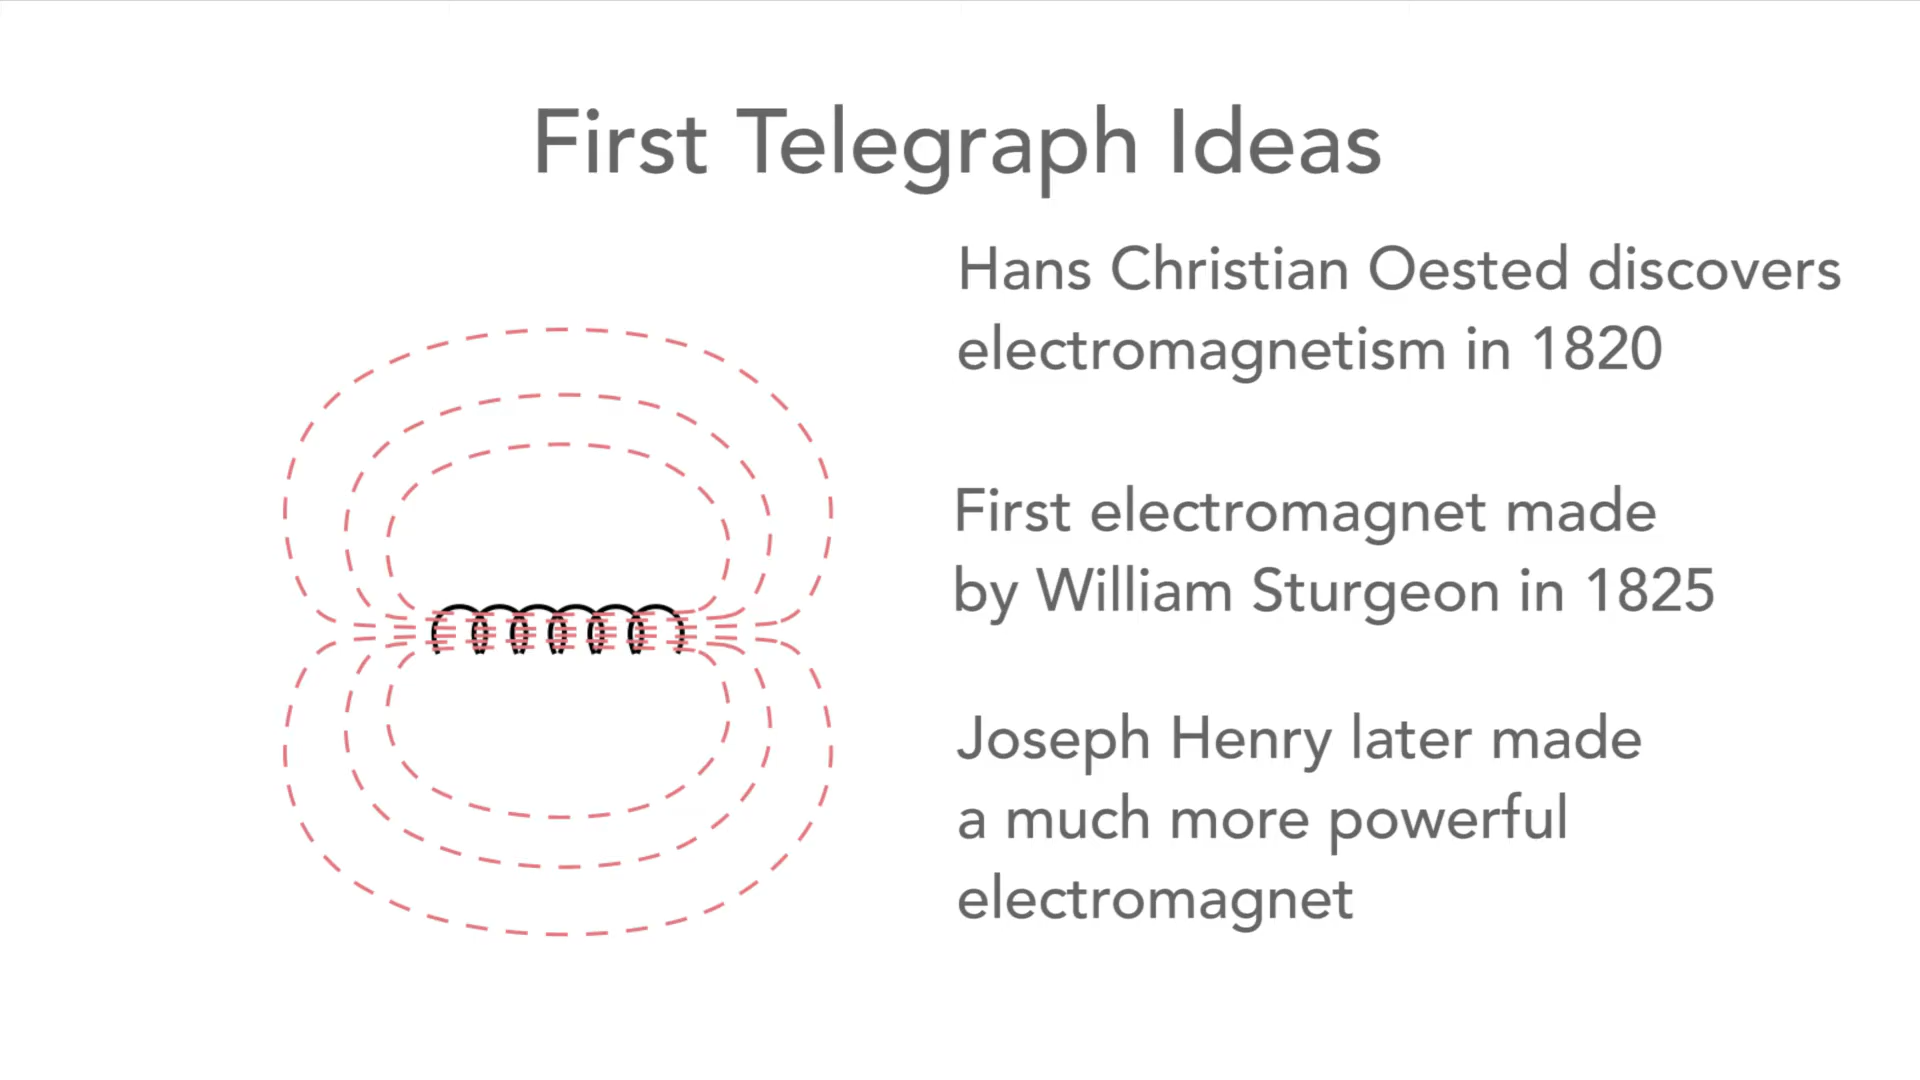 First Telegraph Ideas
Hans Christian Oested discovers
electromagnetism in 1820
First electromagnet made
by William Sturgeon in 1825
Joseph Henry later made
a much more powerful
electromagnet